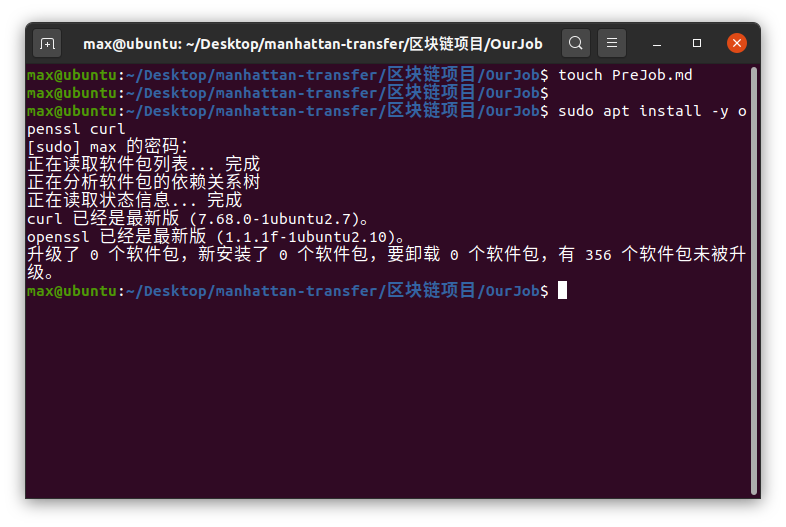 max@ubuntu: ~/Desktop/manhattan-transfer/区块链项目/OurJob
max@ubuntu:~/Desktop/manhattan-transfer/区块链项目/OurJob$ touch PreJob.md
max@ubuntu:~/Desktop/manhattan-transfer/区块链项目/OurJob$
max@ubuntu:~/Desktop/manhattan-transfer/区块链项目/OurJob$ sudo apt install -y o
penssl curl
[sudo] max 的密码：
正在读取软件包列表... 完成
正在分析软件包的依赖关系树
正在读取状态信息... 完成
curl 已经是最新版 (7.68.0-1ubuntu2.7)。
openssl 已经是最新版 (1.1.1f-1ubuntu2.10)。
升级了 0 个软件包，新安装了 0 个软件包，要卸载 0 个软件包，有 356 个软件包未被升
级。
max@ubuntu:~/Desktop/manhattan-transfer/区块链项目/OurJob$